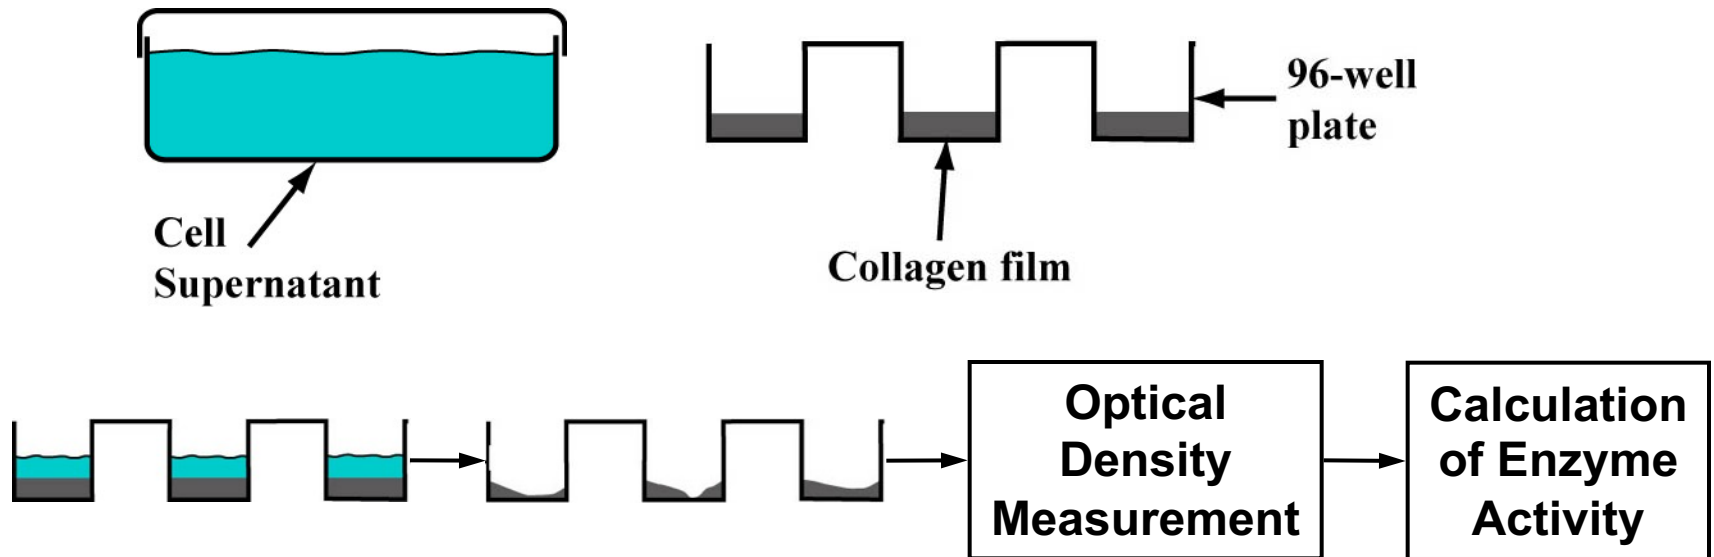 96-well
plate
Cell
Supernatant
Collagen film
Optical
Density
Measurement
Calculation
of Enzyme
Activity